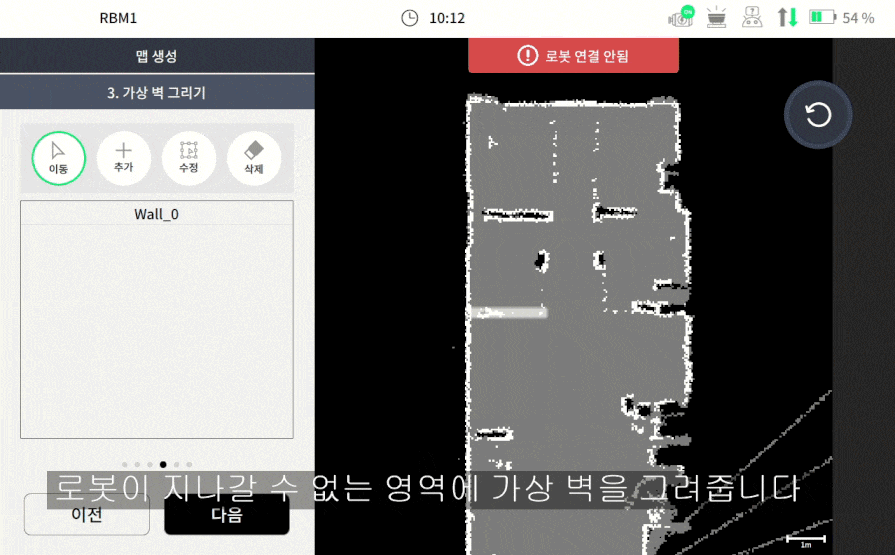 RBM1
10:12
ON
?
54 %
맵 생성
로봇 연결 안됨
3. 가상 벽 그리기
이동
추가
수정
삭제
Wall_0
로봇이 지나갈 수 없는 영역에 가상 벽을 그려줍니다
이전
다음
1m